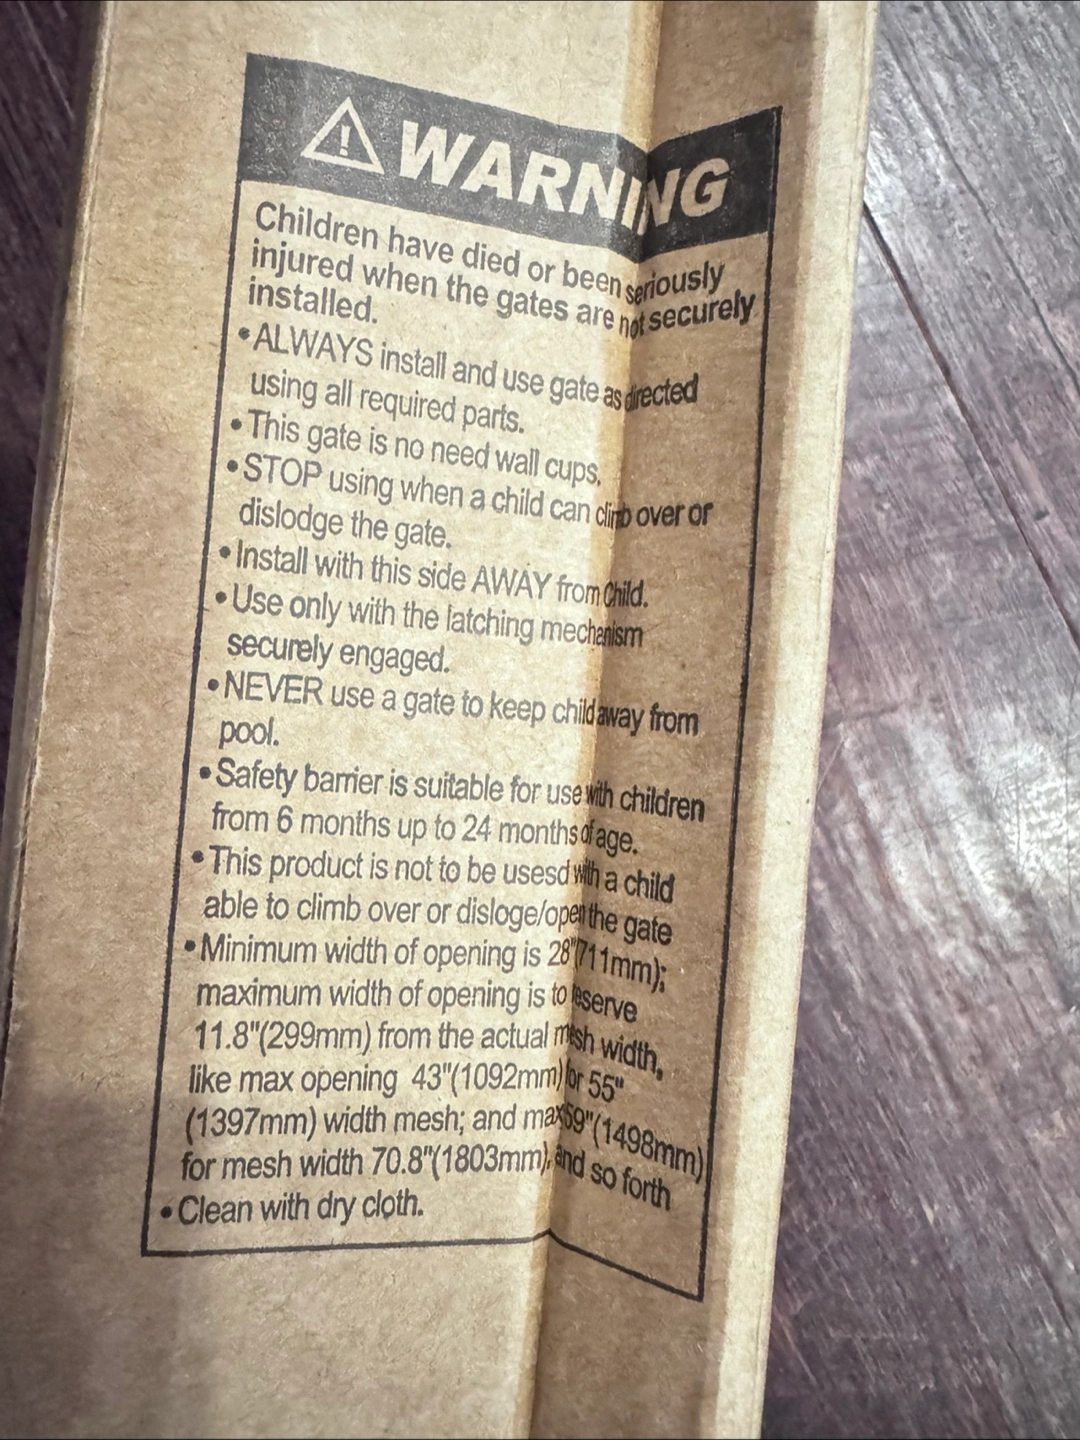 WARNING
Children have died or been seriously
injured when the gates are not securely
installed.
•ALWAYS install and use gate as directed
using all required parts.
•This gate is no need wall cups.
•STOP using when a child can climb over or
dislodge the gate.
•Install with this side AWAY from Child.
•Use only with the latching mechanism
securely engaged.
•NEVER use a gate to keep child away from
pool.
•Safety barrier is suitable for use with children
from 6 months up to 24 months of age.
•This product is not to be usesd with a child
able to climb over or disloge/open the gate
•Minimum width of opening is 28"(711mm);
maximum width of opening is to reserve
11.8"(299mm) from the actual mesh width,
like max opening 43"(1092mm) for 55"
(1397mm) width mesh; and max 59"(1498mm)
for mesh width 70.8"(1803mm), and so forth
•Clean with dry cloth.